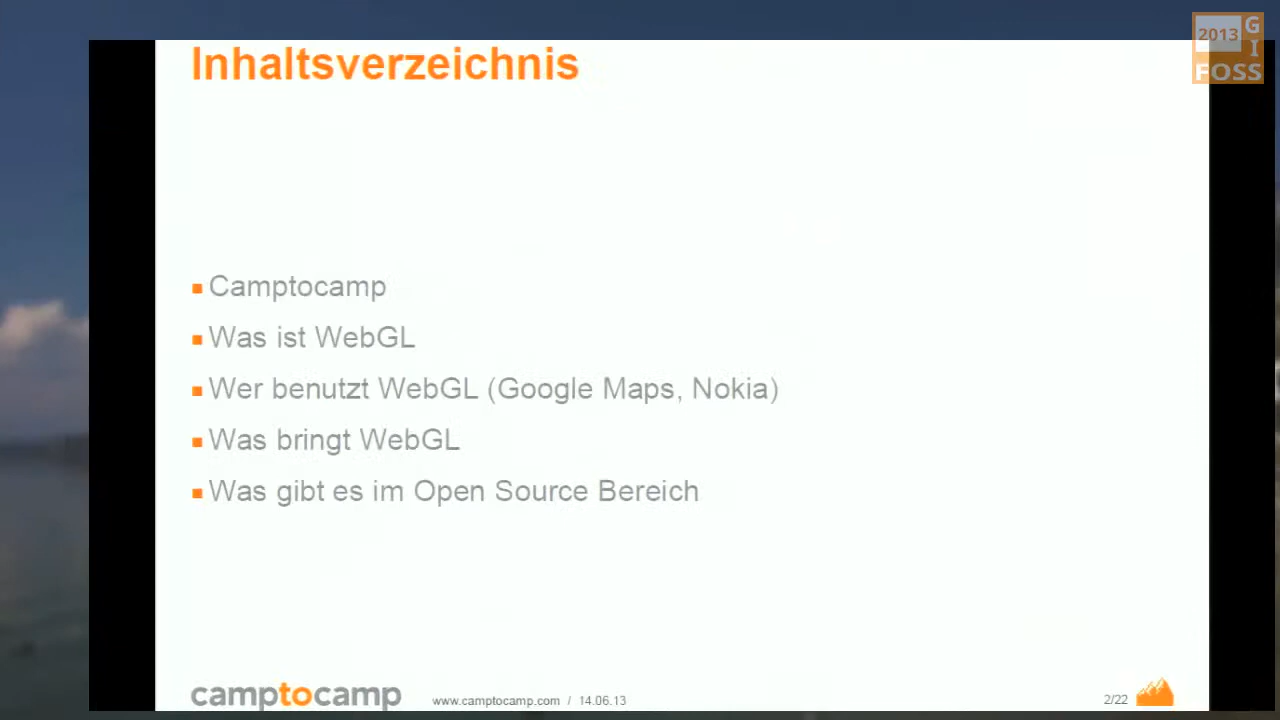 Inhaltsverzeichnis
2013 G
I
FOSS
Camptocamp
Was ist WebGL
Wer benutzt WebGL (Google Maps, Nokia)
Was bringt WebGL
Was gibt es im Open Source Bereich
camptocamp www.camptocamp.com / 14.06.13 2/22